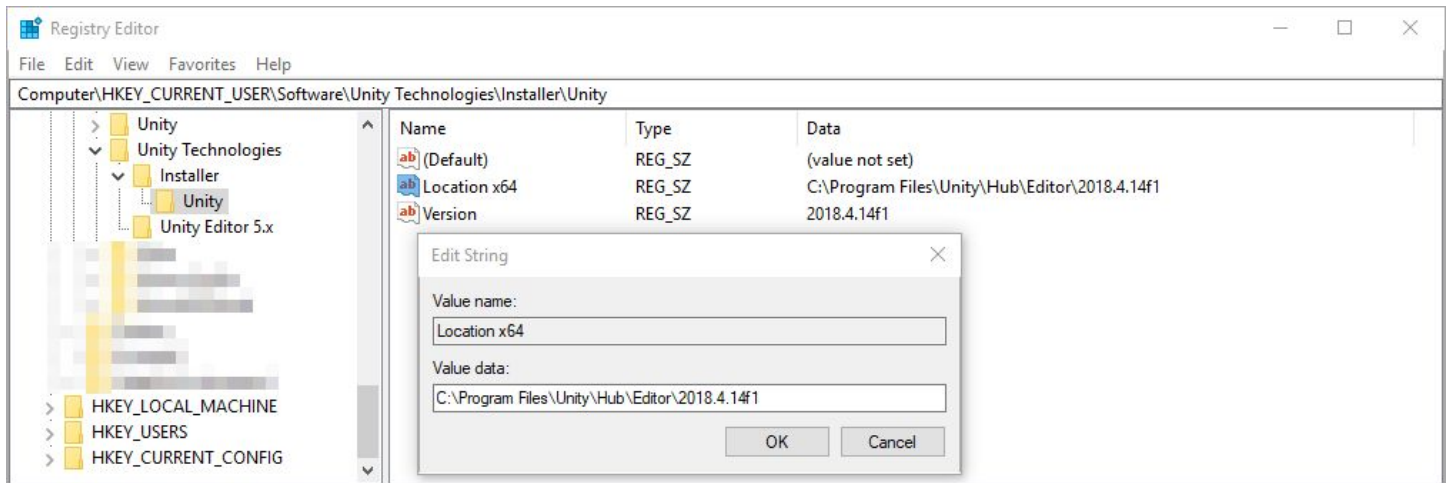 Registry Editor
File Edit View Favorites Help
Computer\HKEY_CURRENT_USER\Software\Unity Technologies\Installer\Unity
Unity
Unity Technologies
Installer
Unity
Unity Editor 5.x
HKEY_LOCAL_MACHINE
HKEY_USERS
HKEY_CURRENT_CONFIG
Name Type Data
ab (Default) REG_SZ (value not set)
ab Location x64 REG_SZ C:\Program Files\Unity\Hub\Editor\2018.4.14f1
ab Version REG_SZ 2018.4.14f1
Edit String
Value name:
Location x64
Value data:
C:\Program Files\Unity\Hub\Editor\2018.4.14f1
OK Cancel